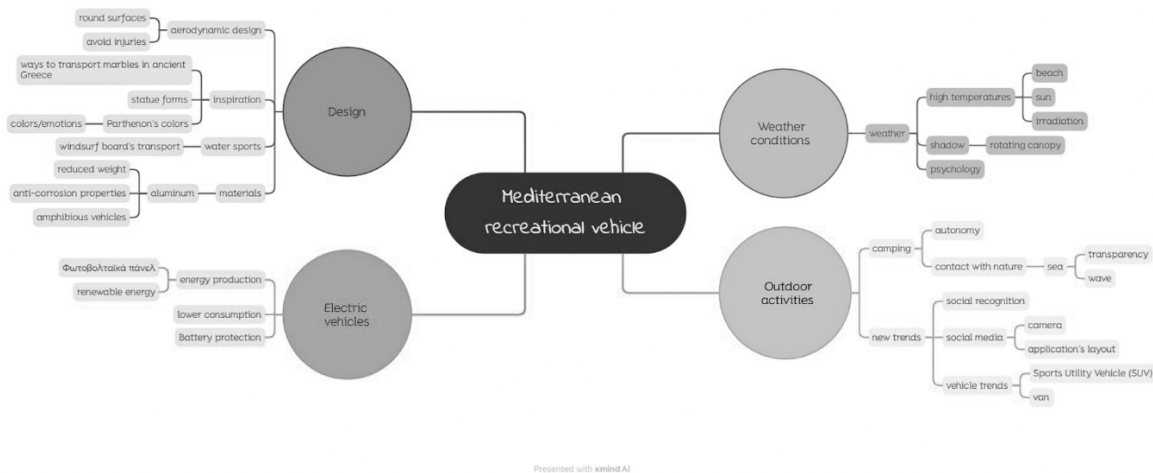 round surfaces
aerodynamic design
avoid injuries
ways to transport marbles in ancient
Greece
statue forms
inspiration
colors/emotions
Parthenon's colors
windsurf board's transport
water sports
reduced weight
anti-corrosion properties
aluminum
materials
amphibious vehicles
Design
Φωτοβολταϊκά πάνελ
energy production
renewable energy
lower consumption
Battery protection
Electric
vehicles
Mediterranean
recreational vehicle
Weather
conditions
weather
high temperatures
beach
sun
irradiation
shadow
rotating canopy
psychology
Outdoor
activities
camping
autonomy
contact with nature
sea
transparency
wave
new trends
social recognition
social media
camera
application's layout
vehicle trends
Sports Utility Vehicle (SUV)
van
Presented with xmind AI